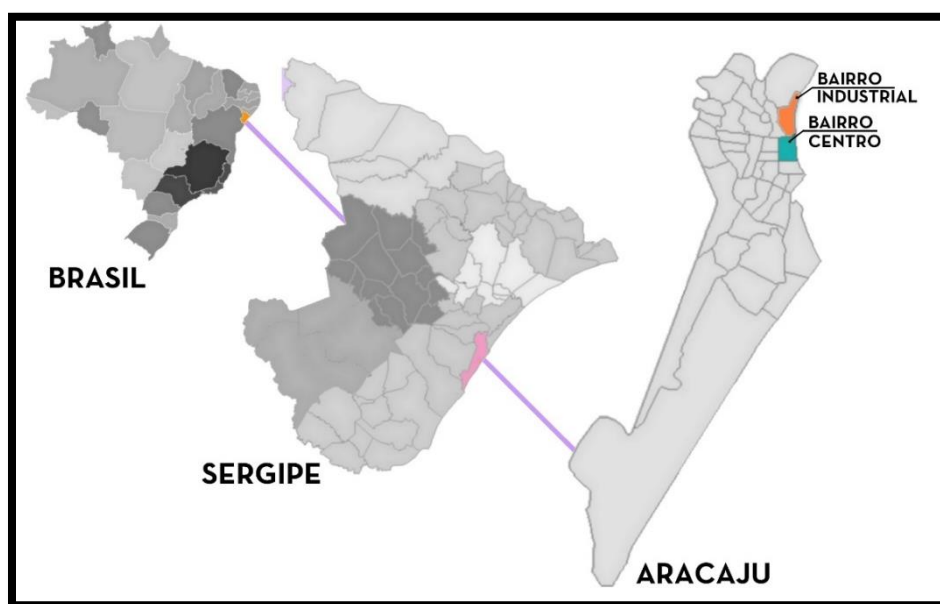 BRASIL
SERGIPE
ARACAJU
BAIRRO
INDUSTRIAL
BAIRRO
CENTRO